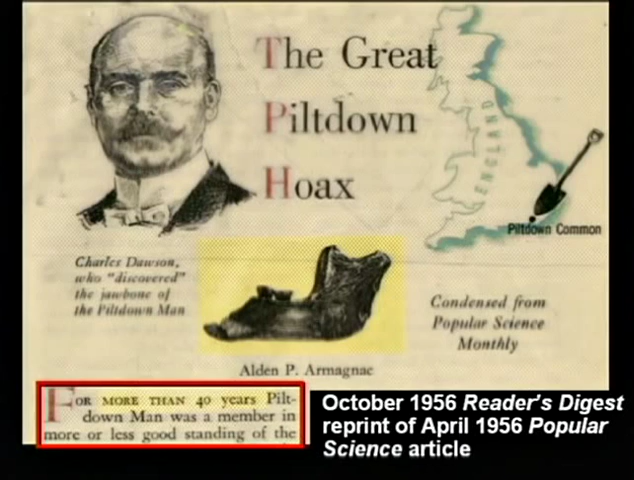 The Great
Piltdown
Hoax
ENGLAND
Piltdown Common
Charles Dawson,
who "discovered"
the jawbone of
the Piltdown Man
Condensed from
Popular Science
Monthly
Alden P. Armagnac
FOR MORE THAN 40 years Pilt-
down Man was a member in
more or less good standing of the
October 1956 Reader's Digest
reprint of April 1956 Popular
Science article